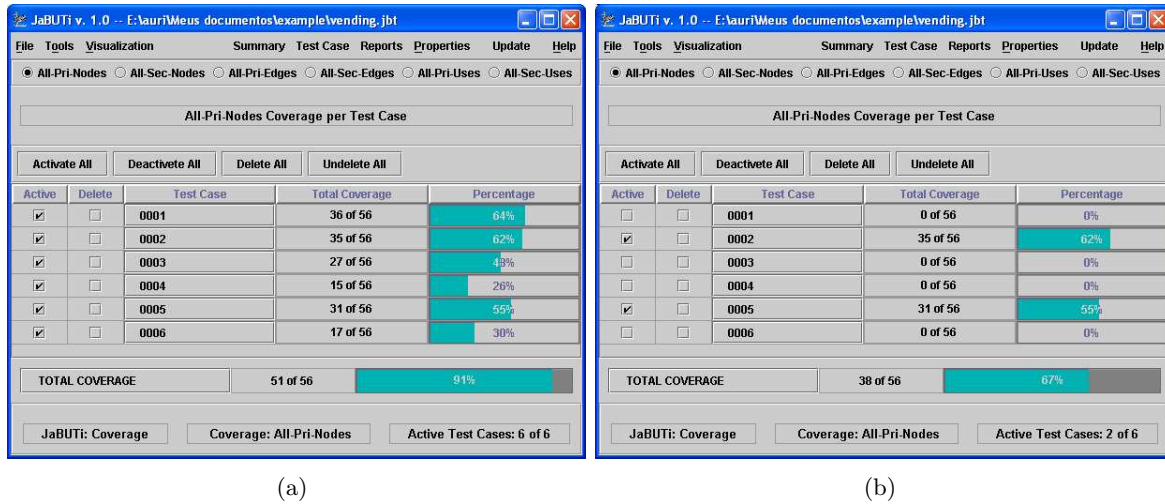 JaBUTi v. 1.0 -- E:\auri\Meus documentos\example\vending.jbt
File Tools Visualization Summary Test Case Reports Properties Update Help
All-Pri-Nodes All-Sec-Nodes All-Pri-Edges All-Sec-Edges All-Pri-Uses All-Sec-Uses
All-Pri-Nodes Coverage per Test Case
Activate All Deactivete All Delete All Undelete All
Active Delete Test Case Total Coverage Percentage
0001 36 of 56 64%
0002 35 of 56 62%
0003 27 of 56 48%
0004 15 of 56 26%
0005 31 of 56 55%
0006 17 of 56 30%
TOTAL COVERAGE 51 of 56 91%
JaBUTi: Coverage Coverage: All-Pri-Nodes Active Test Cases: 6 of 6
(a)
JaBUTi v. 1.0 -- E:\auri\Meus documentos\example\vending.jbt
File Tools Visualization Summary Test Case Reports Properties Update Help
All-Pri-Nodes All-Sec-Nodes All-Pri-Edges All-Sec-Edges All-Pri-Uses All-Sec-Uses
All-Pri-Nodes Coverage per Test Case
Activate All Deactivete All Delete All Undelete All
Active Delete Test Case Total Coverage Percentage
0001 0 of 56 0%
0002 35 of 56 62%
0003 0 of 56 0%
0004 0 of 56 0%
0005 31 of 56 55%
0006 0 of 56 0%
TOTAL COVERAGE 38 of 56 67%
JaBUTi: Coverage Coverage: All-Pri-Nodes Active Test Cases: 2 of 6
(b)